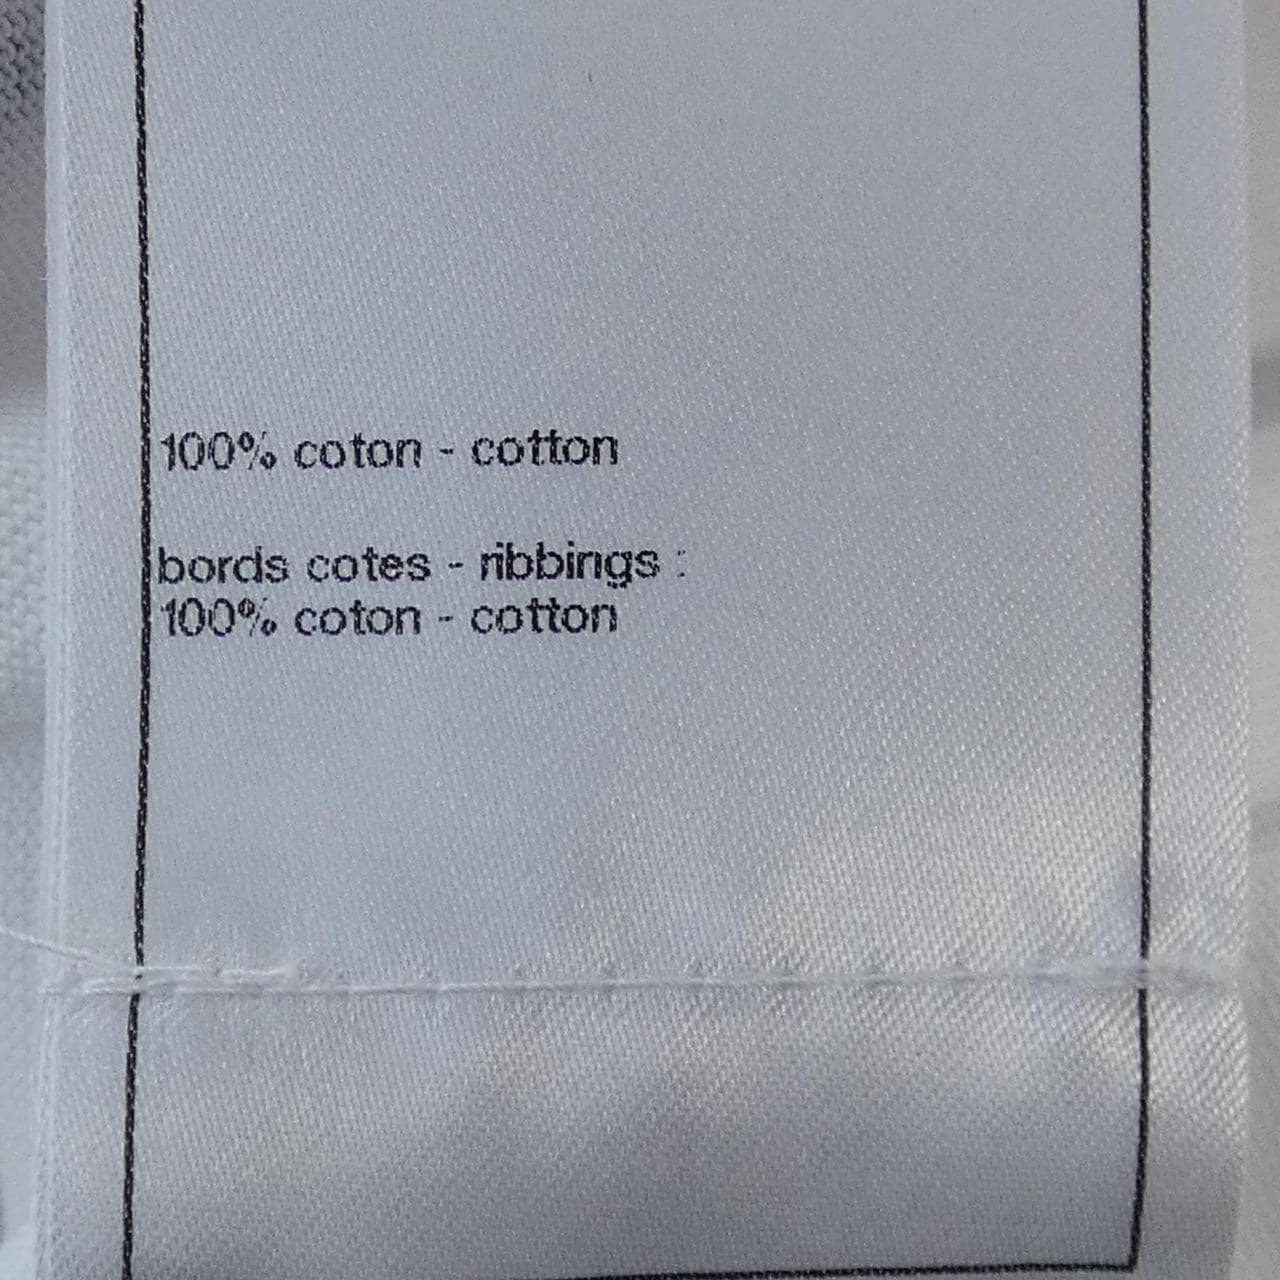 100% coton - cotton
bords cotes - ribbings :
100% coton - cotton